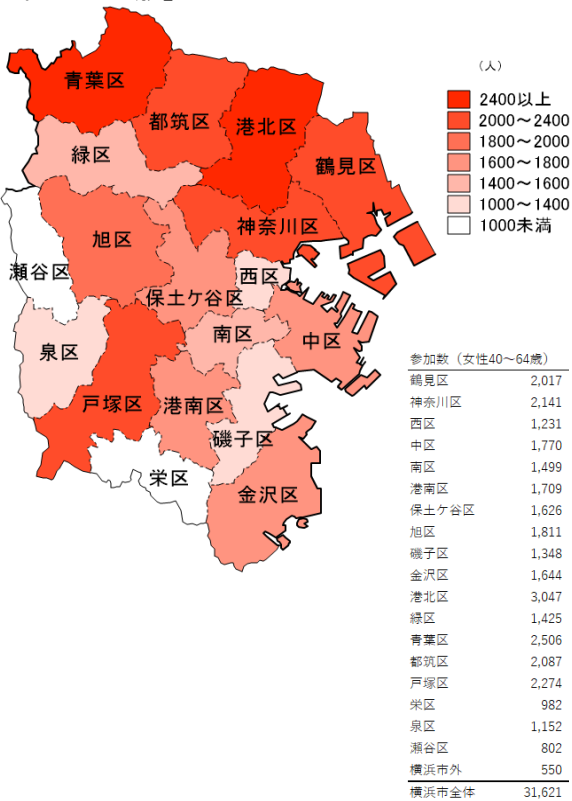 (人)
2400以上
2000～2400
1800～2000
1600～1800
1400～1600
1000～1400
1000未満
青葉区
都筑区
港北区
緑区
鶴見区
神奈川区
旭区
瀬谷区
西区
保土ケ谷区
南区
中区
泉区
戸塚区
港南区
磯子区
栄区
金沢区
参加数（女性40～64歳）
鶴見区 2,017
神奈川区 2,141
西区 1,231
中区 1,770
南区 1,499
港南区 1,709
保土ケ谷区 1,626
旭区 1,811
磯子区 1,348
金沢区 1,644
港北区 3,047
緑区 1,425
青葉区 2,506
都筑区 2,087
戸塚区 2,274
栄区 982
泉区 1,152
瀬谷区 802
横浜市外 550
横浜市全体 31,621